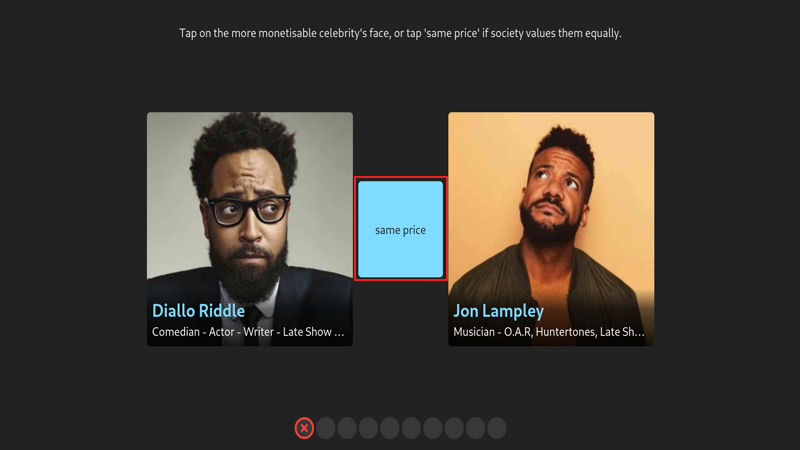 Tap on the more monetisable celebrity's face, or tap 'same price' if society values them equally.
same price
Diallo Riddle
Comedian - Actor - Writer - Late Show ...
Jon Lampley
Musician - O.A.R, Huntertones, Late Sh...